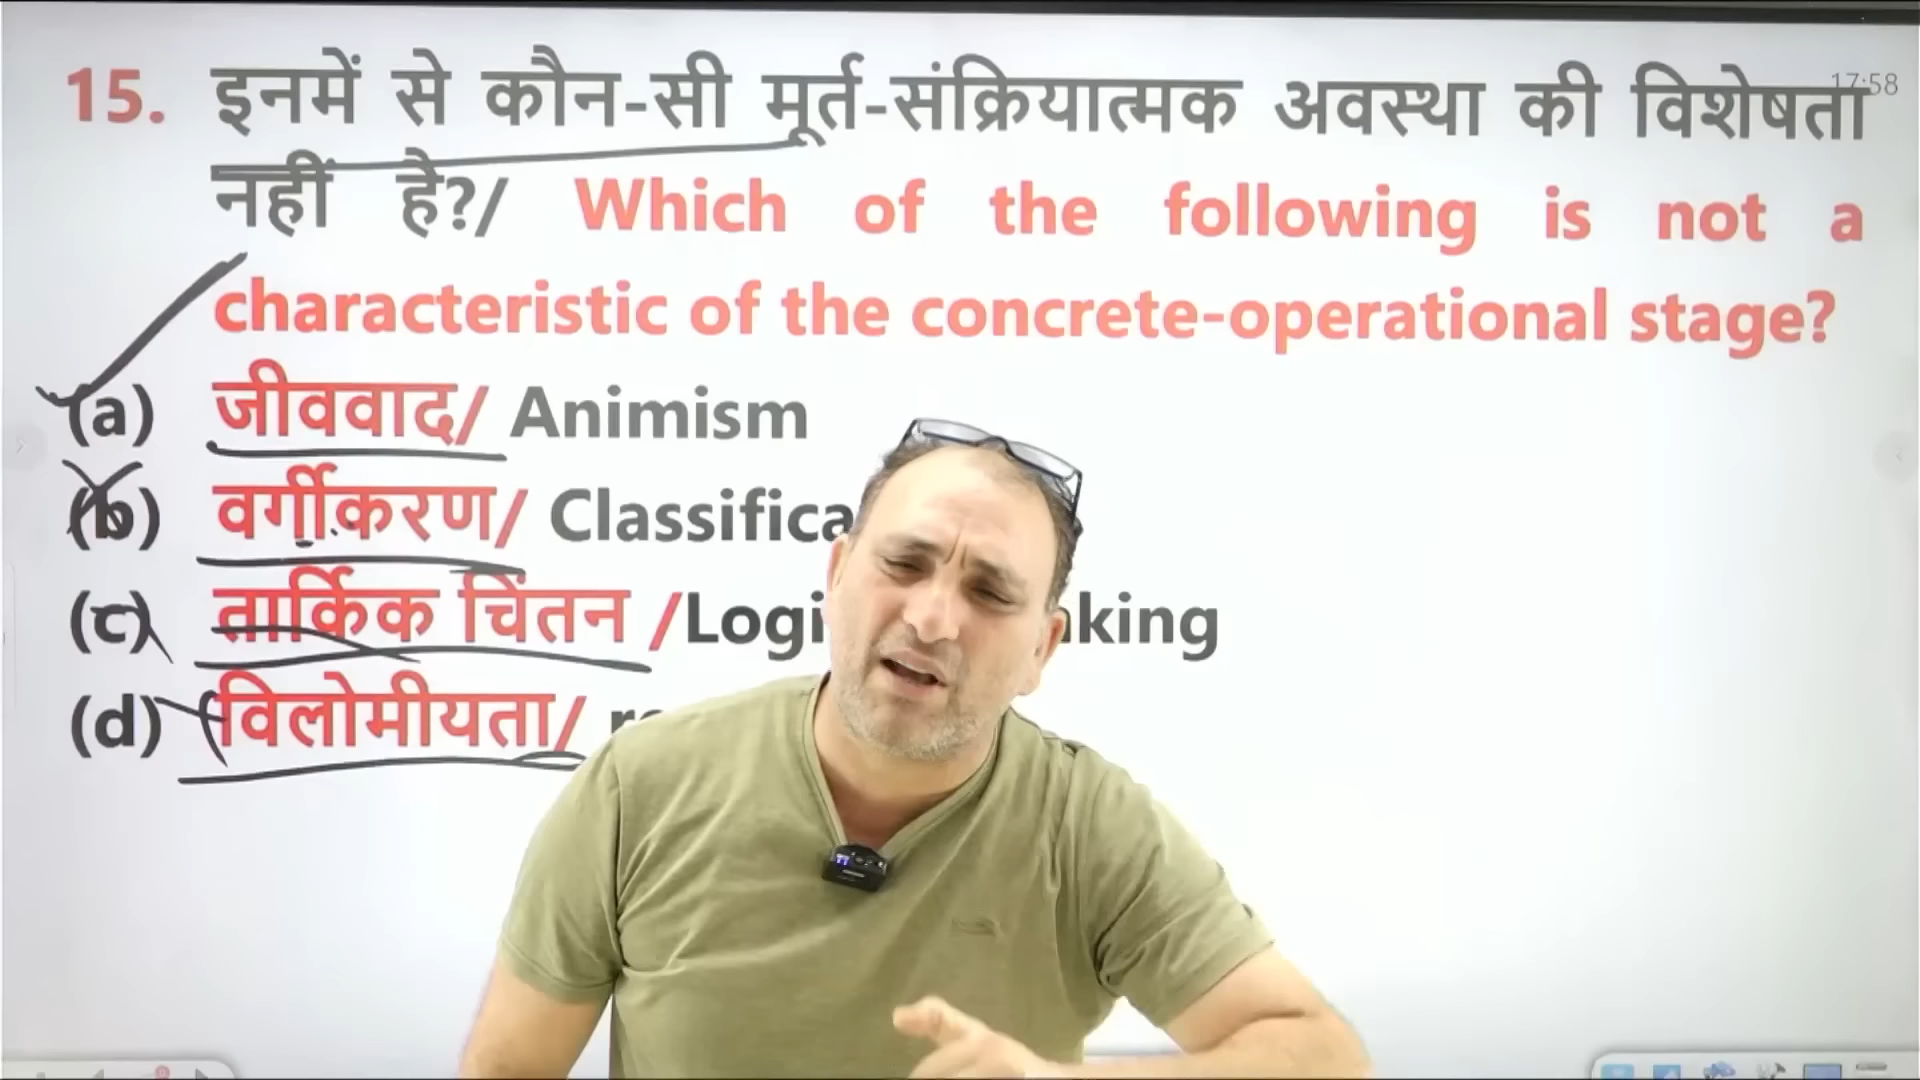 17:58
15. इनमें से कौन-सी मूर्त-संक्रियात्मक अवस्था की विशेषता
नहीं है?/ Which of the following is not a
characteristic of the concrete-operational stage?
(a) जीववाद/ Animism
(b) वर्गीकरण/ Classifica
(c) तार्किक चिंतन /Logi king
(d) विलोमीयता/